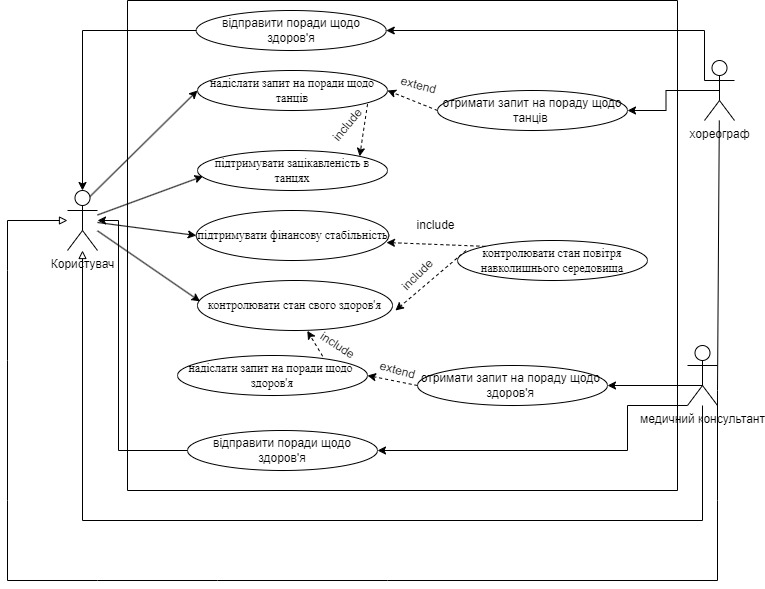 відправити поради щодо
здоров'я
надіслати запит на поради щодо
танців
extend
отримати запит на пораду щодо
танців
хореограф
include
підтримувати зацікавленість в
танцях
Користувач
підтримувати фінасову стабільність
include
контролювати стан повітря
навколишнього середовища
include
контролювати стан свого здоров'я
include
надіслати запит на поради щодо
здоров'я
extend
отримати запит на пораду щодо
здоров'я
медичний консультант
відправити поради щодо
здоров'я